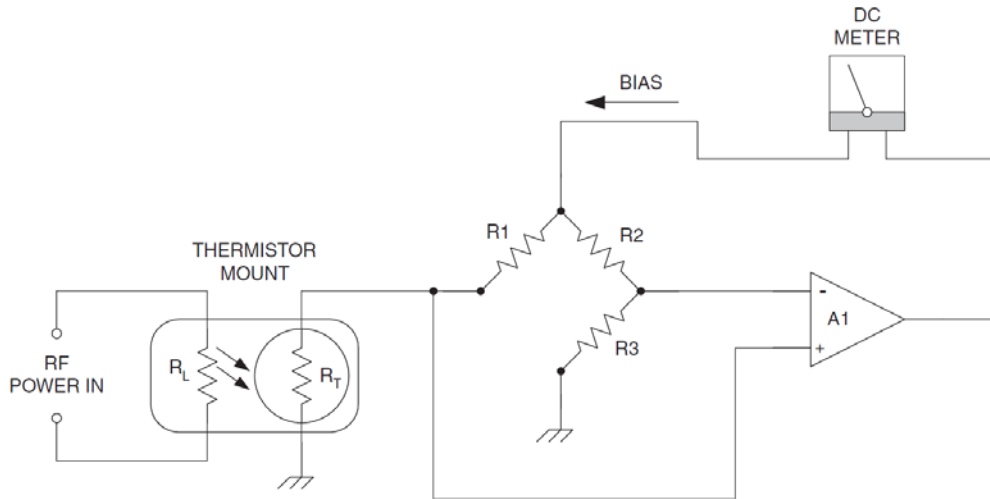 DC
METER
BIAS
R1
R2
THERMISTOR
MOUNT
-
A1
R3
+
RF
POWER IN
RL
RT